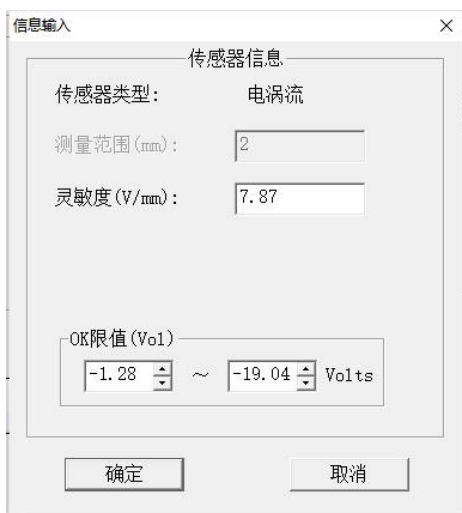 信息输入
传感器信息
传感器类型: 电涡流
测量范围(mm): 2
灵敏度(V/mm): 7.87
OK限值(Vol)
-1.28 ～ -19.04 Volts
确定 取消